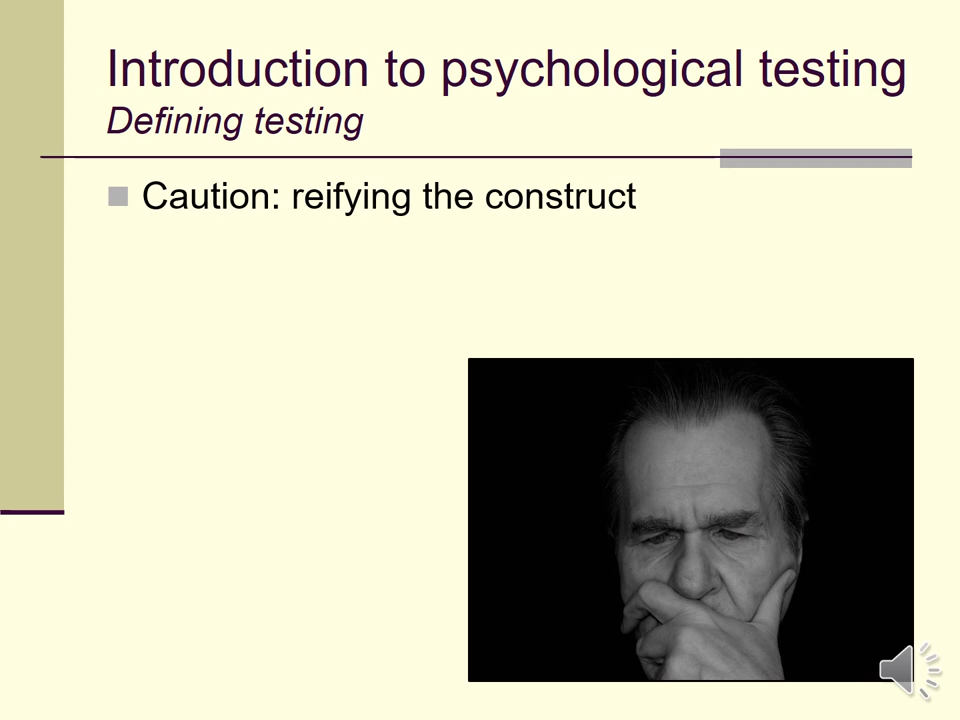 Introduction to psychological testing
Defining testing
Caution: reifying the construct